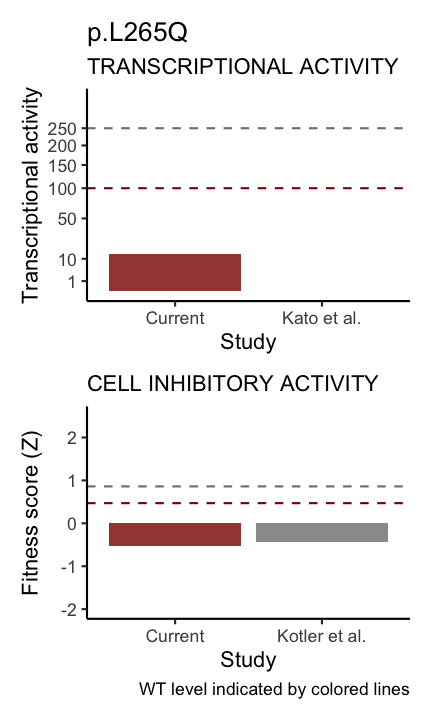 p.L265Q
TRANSCRIPTIONAL ACTIVITY
Transcriptional activity
250
200
150
100
50
10
1
Current
Kato et al.
Study
CELL INHIBITORY ACTIVITY
Fitness score (Z)
2
1
0
-1
-2
Current
Kotler et al.
Study
WT level indicated by colored lines